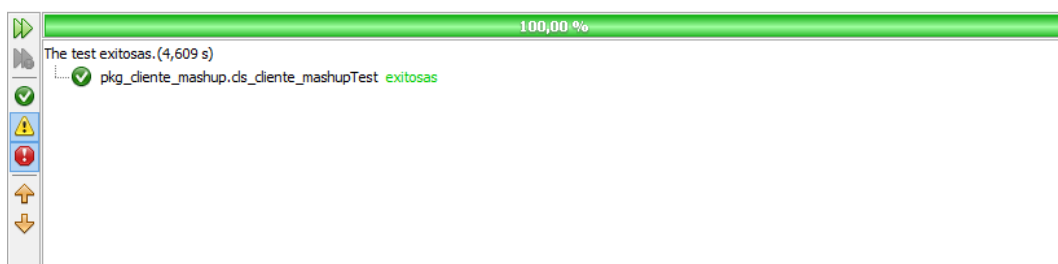 100,00 %
The test exitosas.(4,609 s)
pkg_cliente_mashup.cls_cliente_mashupTest exitosas